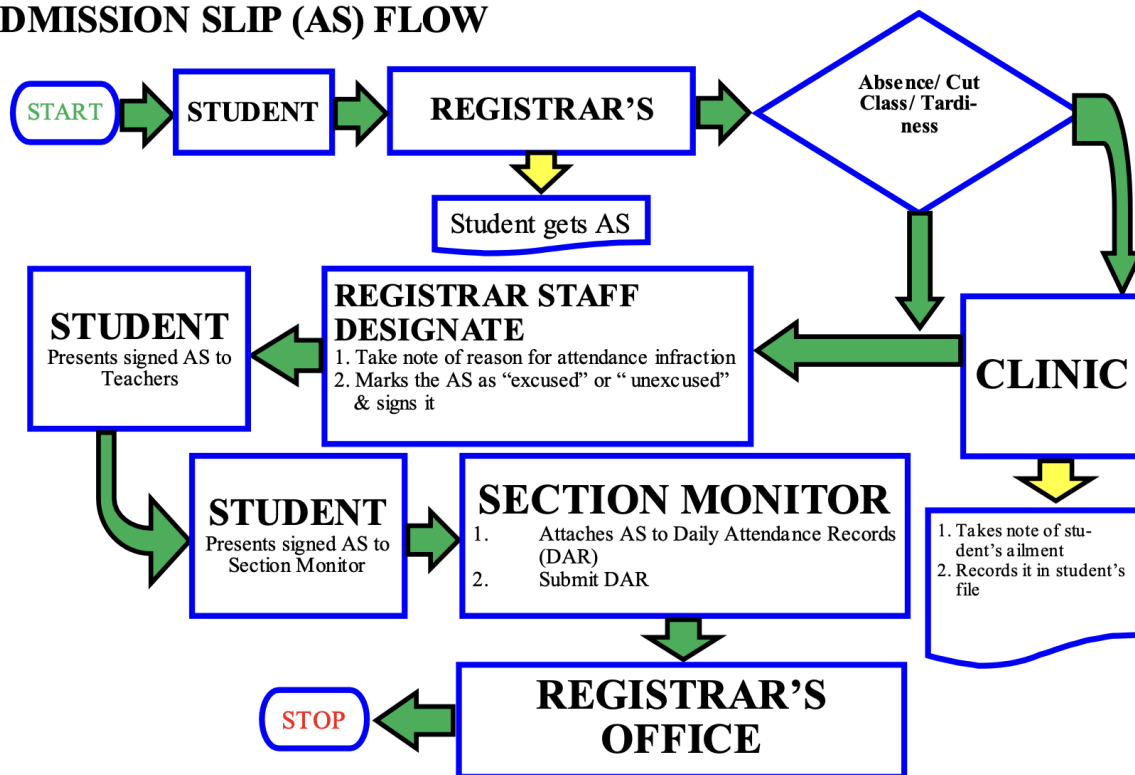 DMISSION SLIP (AS) FLOW
START
STUDENT
REGISTRAR'S
Absence/ Cut
Class/ Tardi-
ness
Student gets AS
STUDENT
Presents signed AS to
Teachers
REGISTRAR STAFF
DESIGNATE
1. Take note of reason for attendance infraction
2. Marks the AS as “excused” or “ unexcused”
& signs it
CLINIC
STUDENT
Presents signed AS to
Section Monitor
SECTION MONITOR
1. Attaches AS to Daily Attendance Records
(DAR)
2. Submit DAR
1. Takes note of stu-
dent’s ailment
2. Records it in student’s
file
STOP
REGISTRAR’S
OFFICE